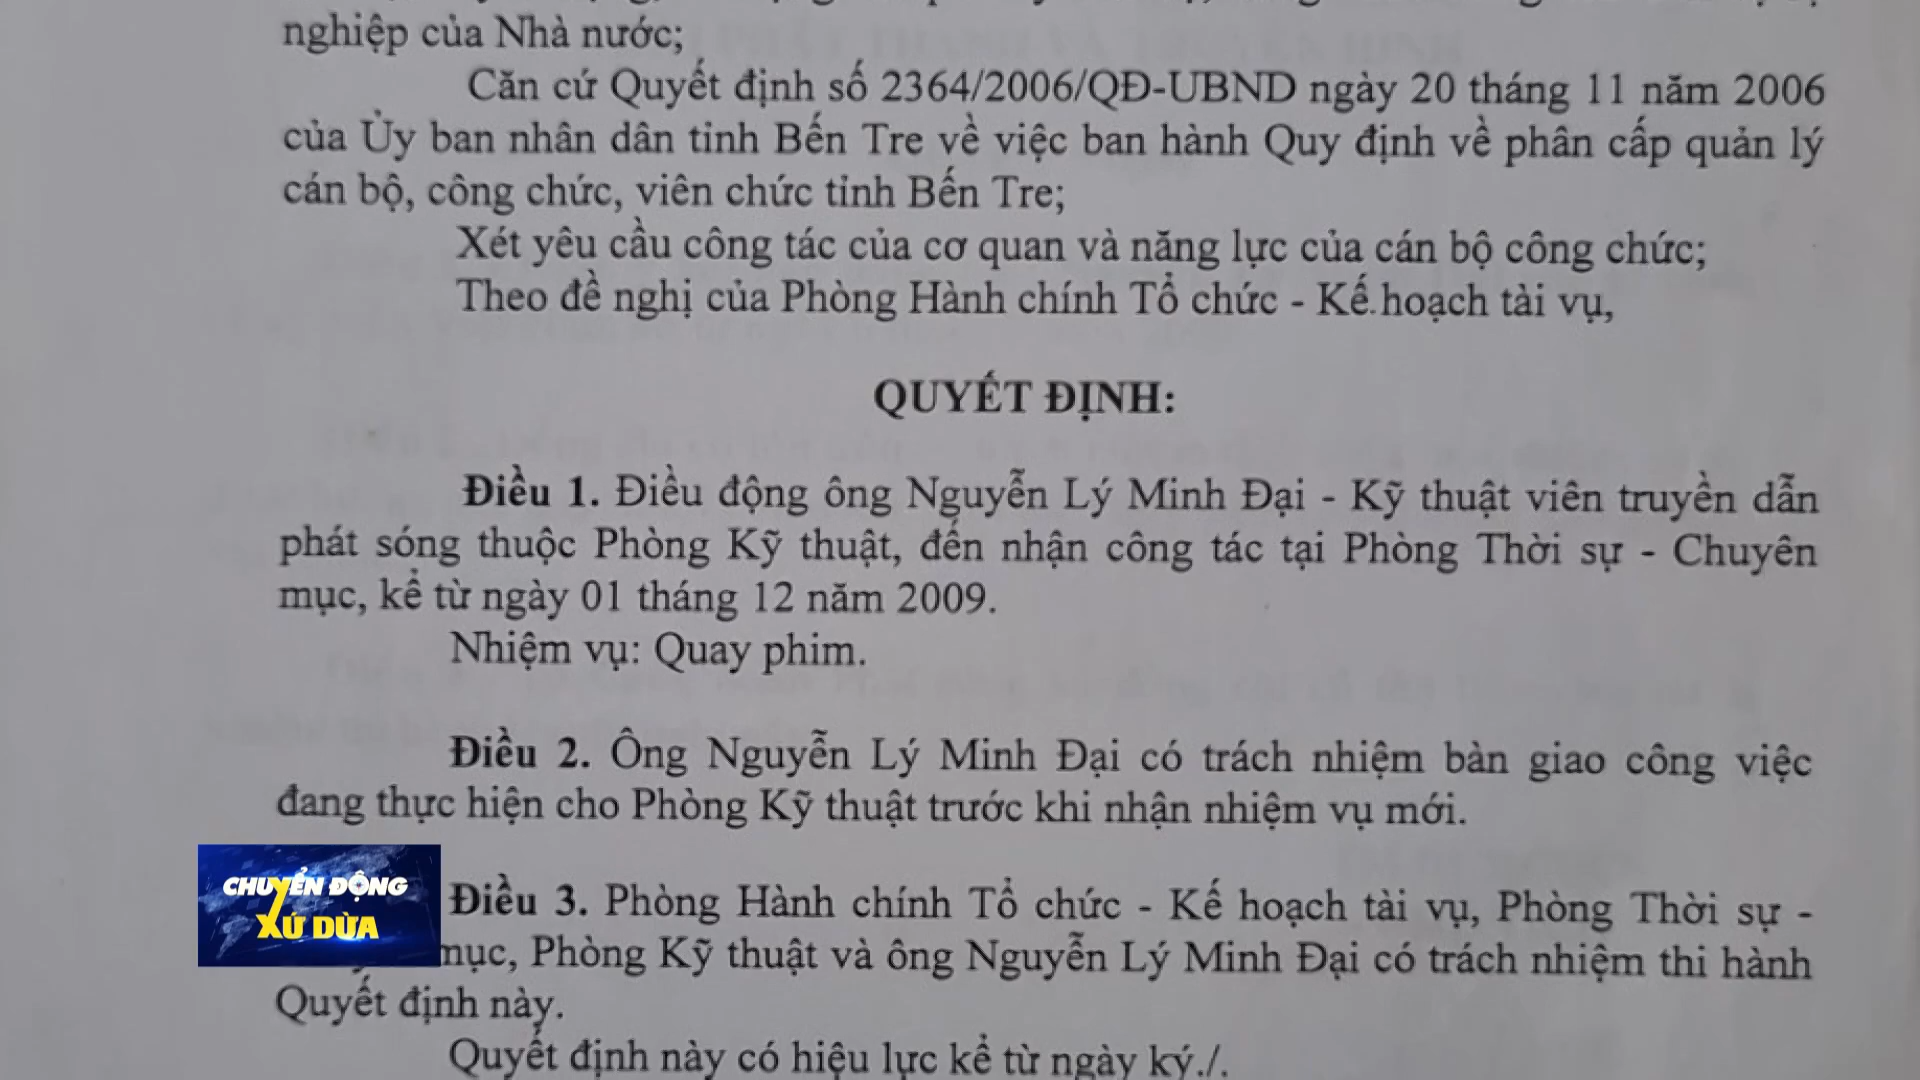 nghiệp của Nhà nước;
Căn cứ Quyết định số 2364/2006/QĐ-UBND ngày 20 tháng 11 năm 2006
của Ủy ban nhân dân tỉnh Bến Tre về việc ban hành Quy định về phân cấp quản lý
cán bộ, công chức, viên chức tỉnh Bến Tre;
Xét yêu cầu công tác của cơ quan và năng lực của cán bộ công chức;
Theo đề nghị của Phòng Hành chính Tổ chức - Kế hoạch tài vụ,
QUYẾT ĐỊNH:
Điều 1. Điều động ông Nguyễn Lý Minh Đại - Kỹ thuật viên truyền dẫn
phát sóng thuộc Phòng Kỹ thuật, đến nhận công tác tại Phòng Thời sự - Chuyên
mục, kể từ ngày 01 tháng 12 năm 2009.
Nhiệm vụ: Quay phim.
Điều 2. Ông Nguyễn Lý Minh Đại có trách nhiệm bàn giao công việc
đang thực hiện cho Phòng Kỹ thuật trước khi nhận nhiệm vụ mới.
Điều 3. Phòng Hành chính Tổ chức - Kế hoạch tài vụ, Phòng Thời sự -
mục, Phòng Kỹ thuật và ông Nguyễn Lý Minh Đại có trách nhiệm thi hành
Quyết định này.
Quyết định này có hiệu lực kể từ ngày ký./.
CHUYỂN ĐỘNG
XỨ DỪA